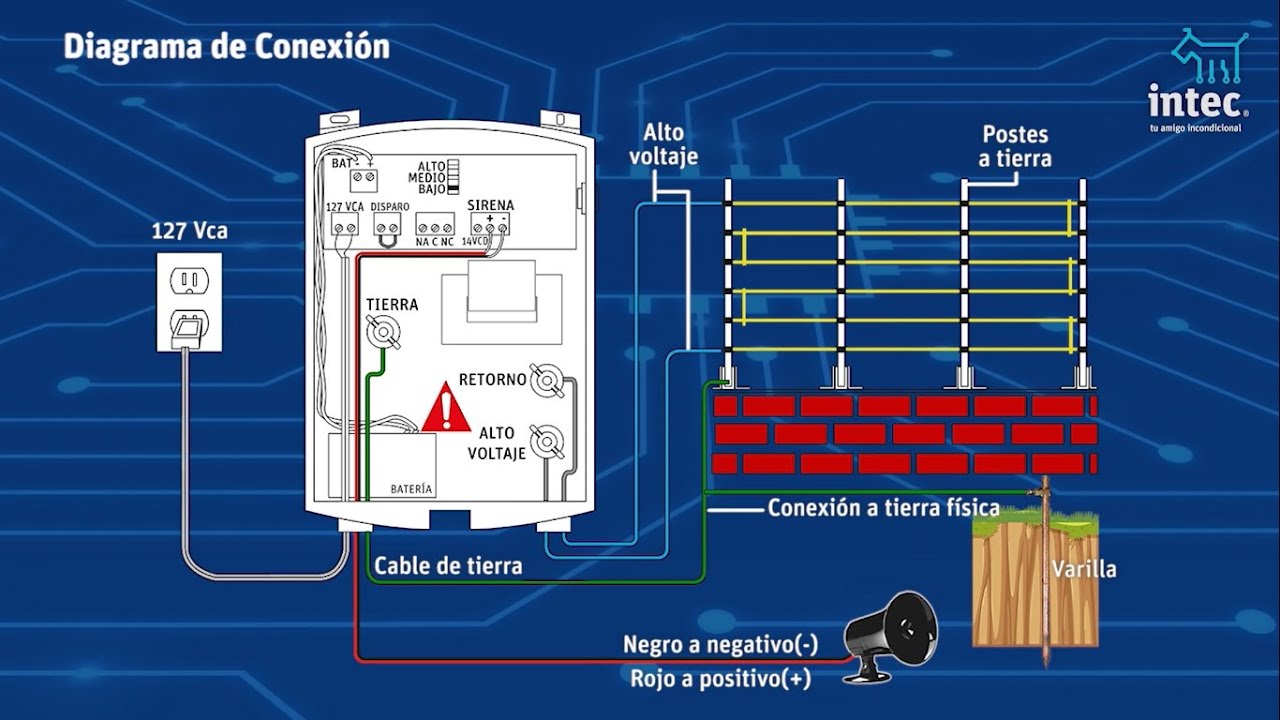 Diagrama de Conexión
intec®
tu amigo incondicional
Alto
voltaje
Postes
a tierra
127 Vca
BAT - +
ALTO
MEDIO
BAJO
127 VCA
DISPARO
NA C NC
SIRENA
+ -
14VCD
TIERRA
RETORNO
ALTO
VOLTAJE
!
BATERÍA
Conexión a tierra física
Cable de tierra
Varilla
Negro a negativo(-)
Rojo a positivo(+)